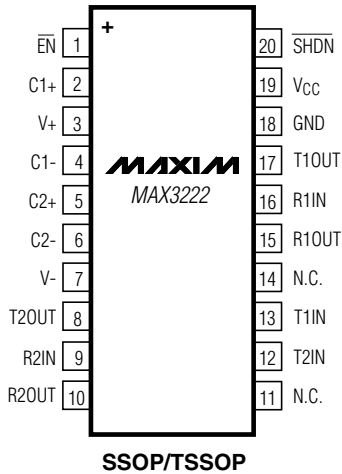 +
EN 1
C1+ 2
V+ 3
C1- 4
C2+ 5
C2- 6
V- 7
T2OUT 8
R2IN 9
R2OUT 10
MAXIM
MAX3222
20 SHDN
19 VCC
18 GND
17 T1OUT
16 R1IN
15 R1OUT
14 N.C.
13 T1IN
12 T2IN
11 N.C.
SSOP/TSSOP